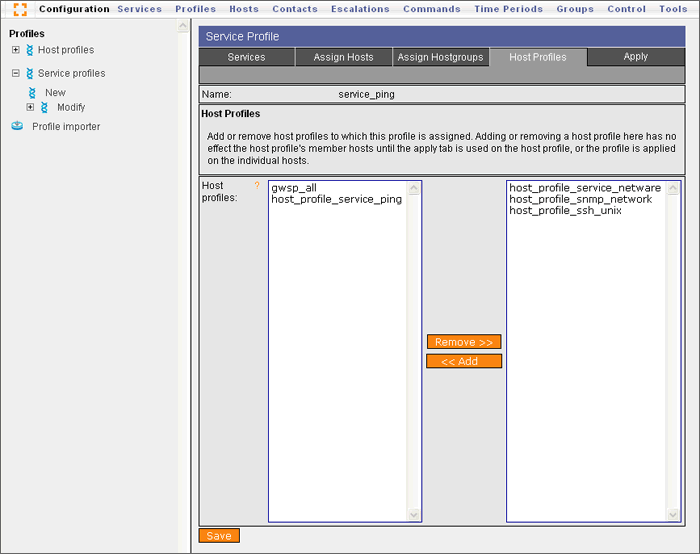 Configuration Services Profiles Hosts Contacts Escalations Commands Time Periods Groups Control Tools
Profiles
Host profiles
Service profiles
New
Modify
Profile importer
Service Profile
Services Assign Hosts Assign Hostgroups Host Profiles Apply
Name: service_ping
Host Profiles
Add or remove host profiles to which this profile is assigned. Adding or removing a host profile here has no
effect the host profile's member hosts until the apply tab is used on the host profile, or the profile is applied
on the individual hosts.
Host
profiles:
?
gwsp_all
host_profile_service_ping
Remove >>
<< Add
host_profile_service_netware
host_profile_snmp_network
host_profile_ssh_unix
Save